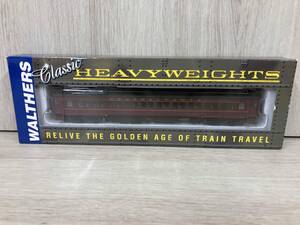 WALTHERS
Classic
HEAVYWEIGHTS
RELIVE THE GOLDEN AGE OF TRAIN TRAVEL